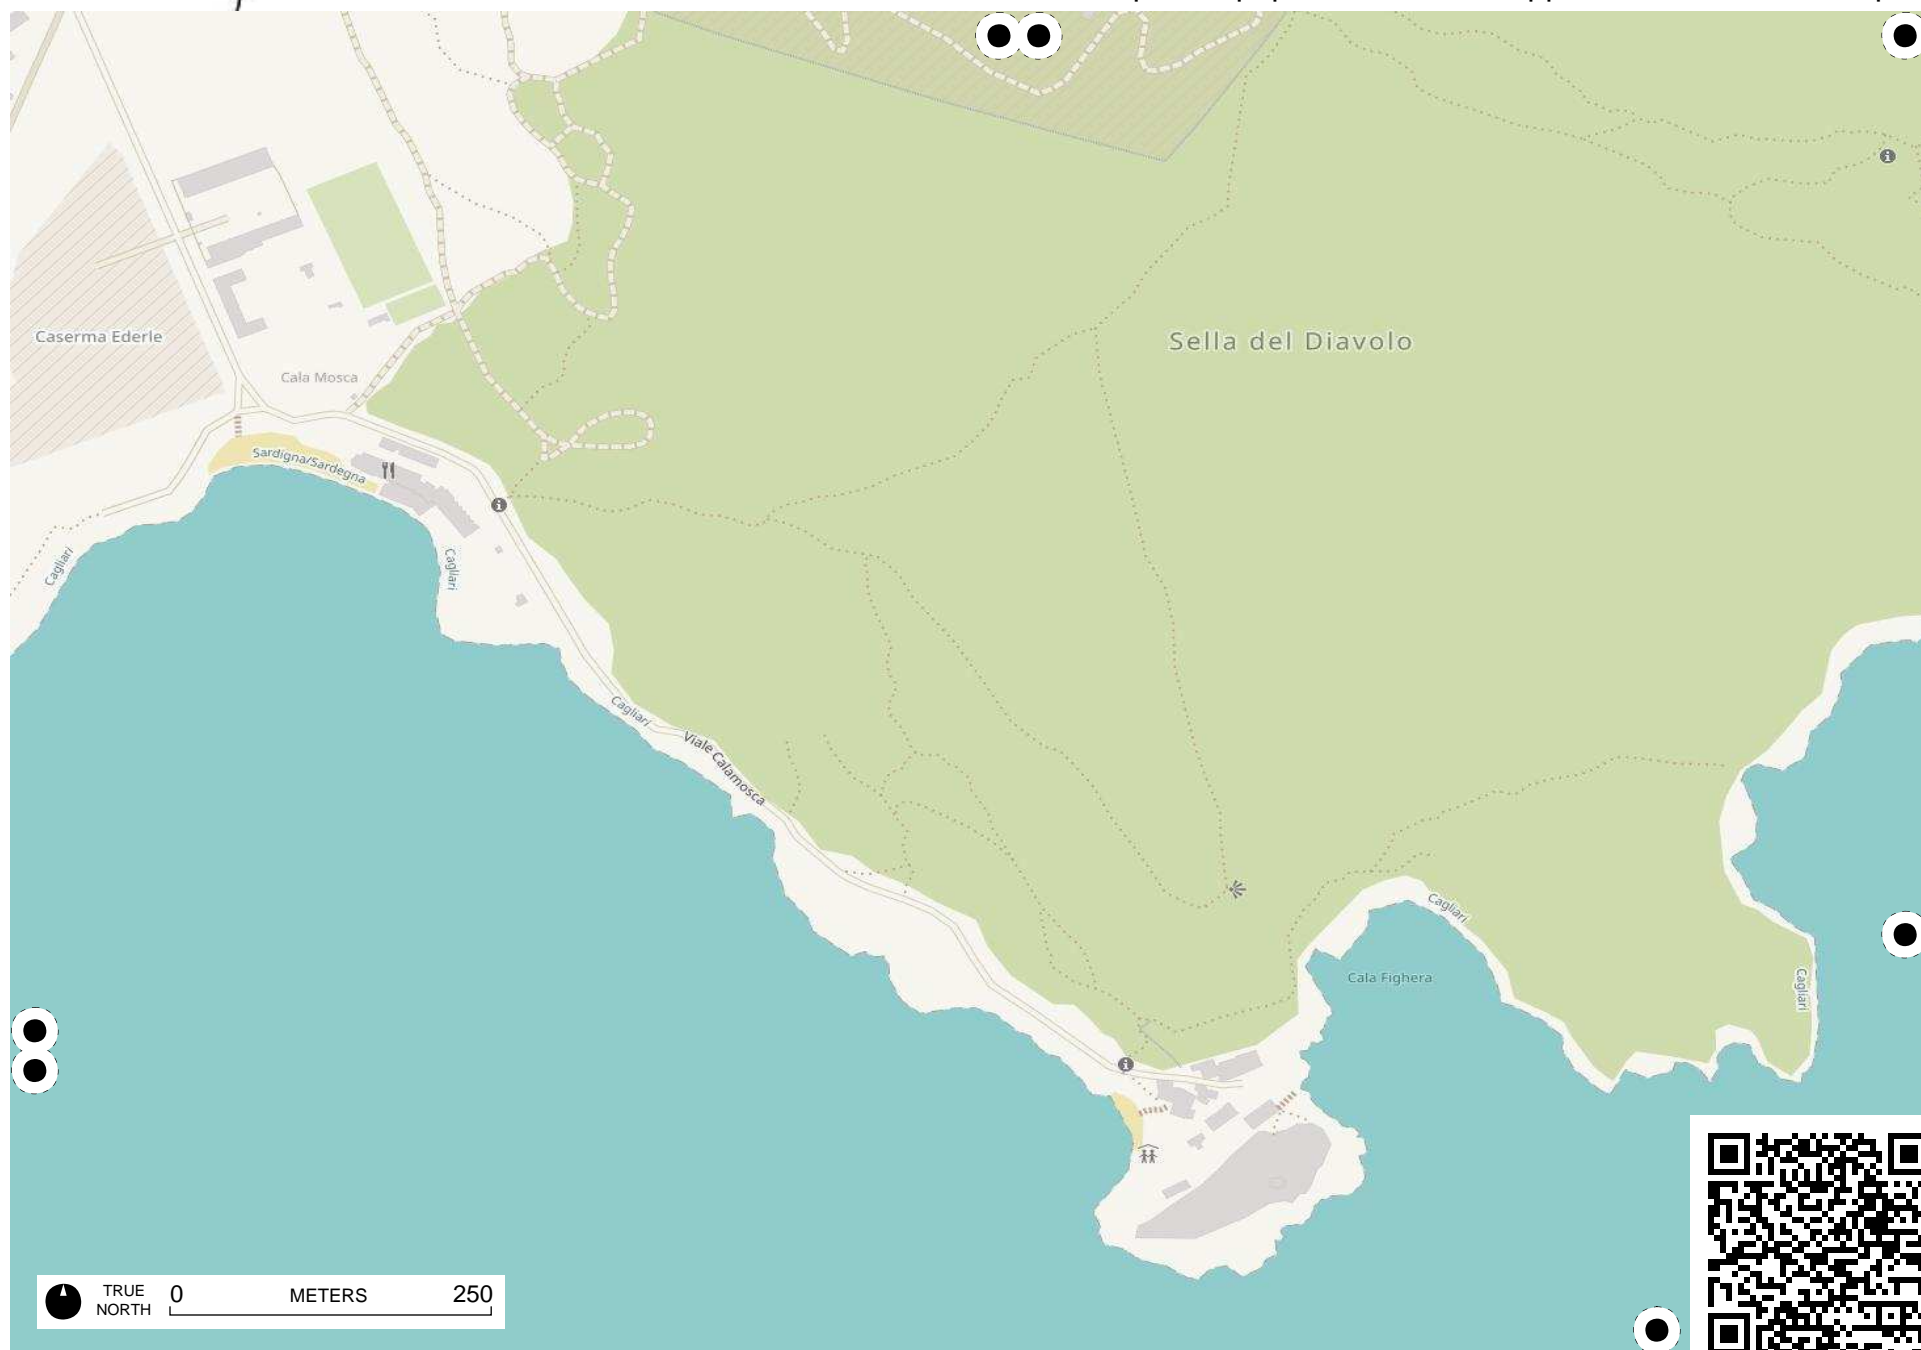 Sella del Diavolo
Caserma Ederle
Cala Mosca
Sardigna/Sardegna
Cagliari
Cagliari
Cagliari
Viale Calamosca
Cagliari
Cala Fighera
Cagliari
TRUE
NORTH
0 METERS 250